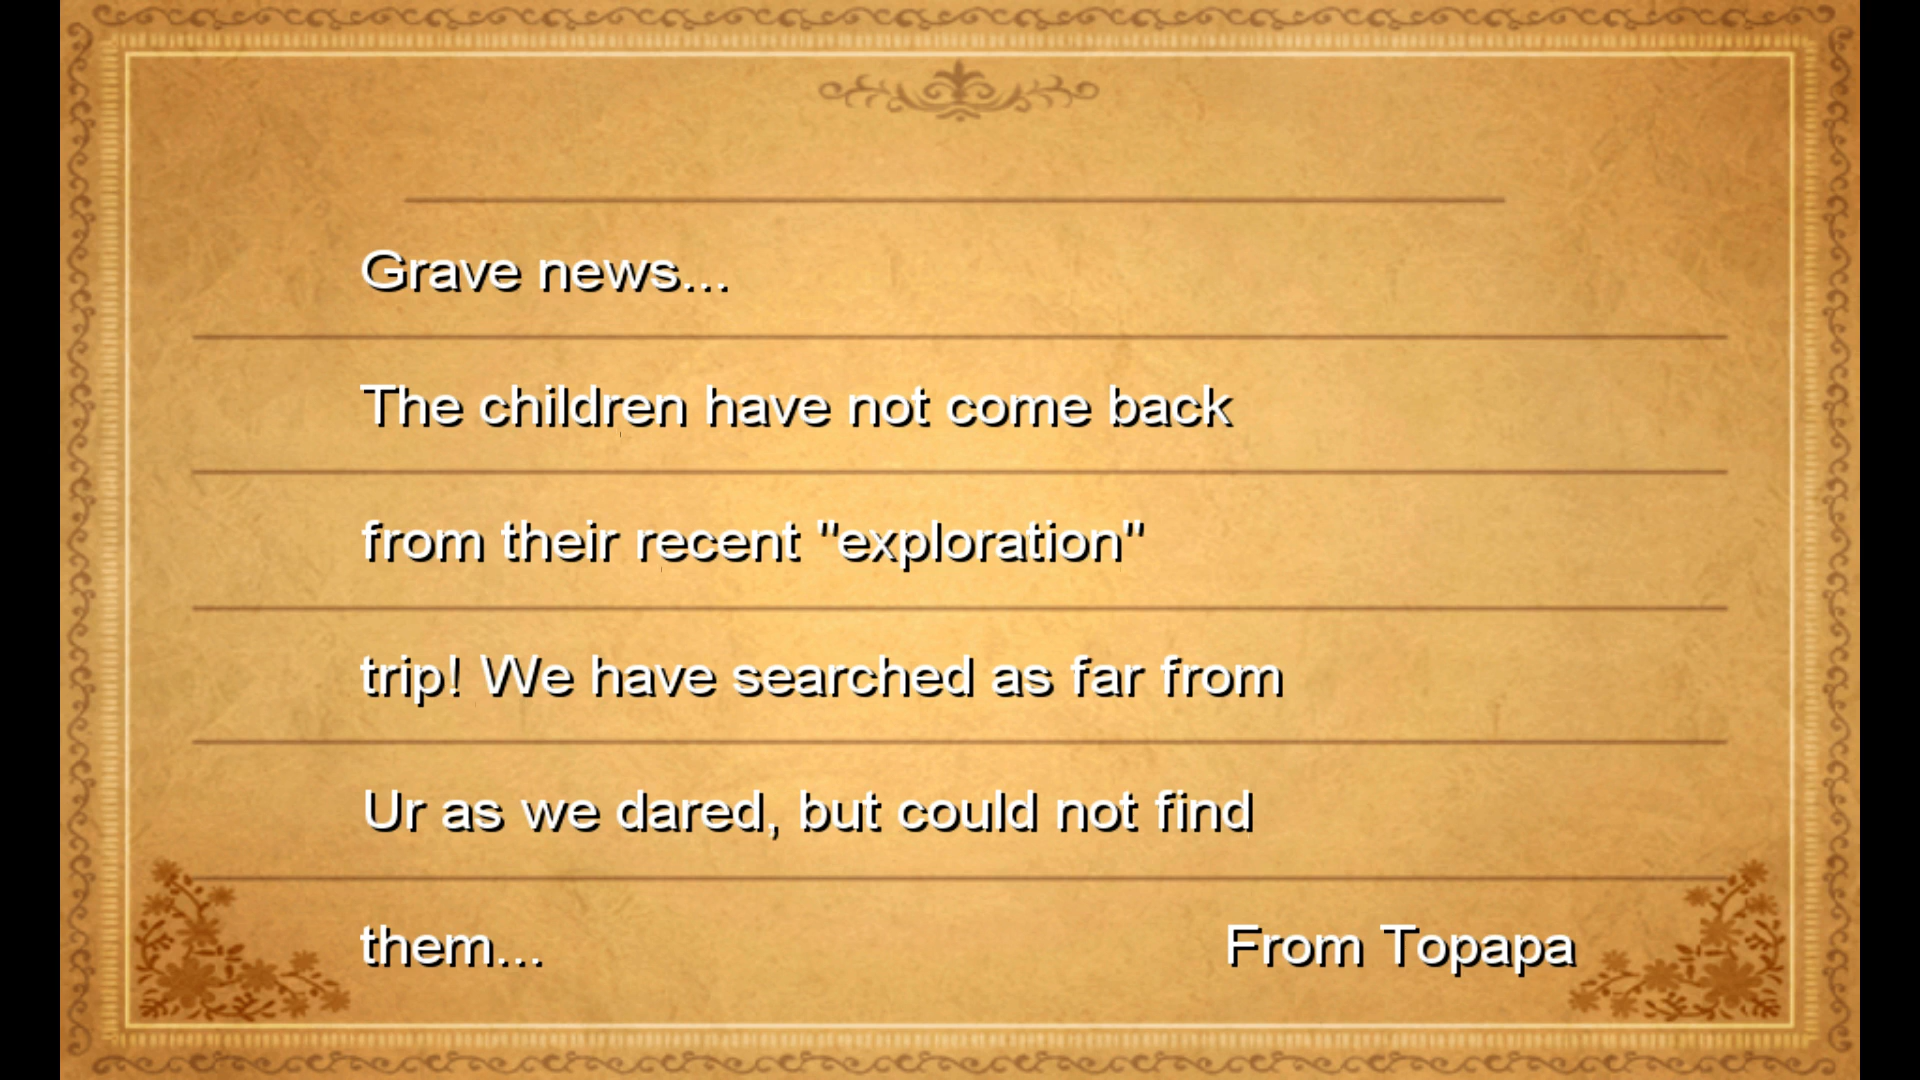 Grave news...
The children have not come back
from their recent "exploration"
trip! We have searched as far from
Ur as we dared, but could not find
them... From Topapa